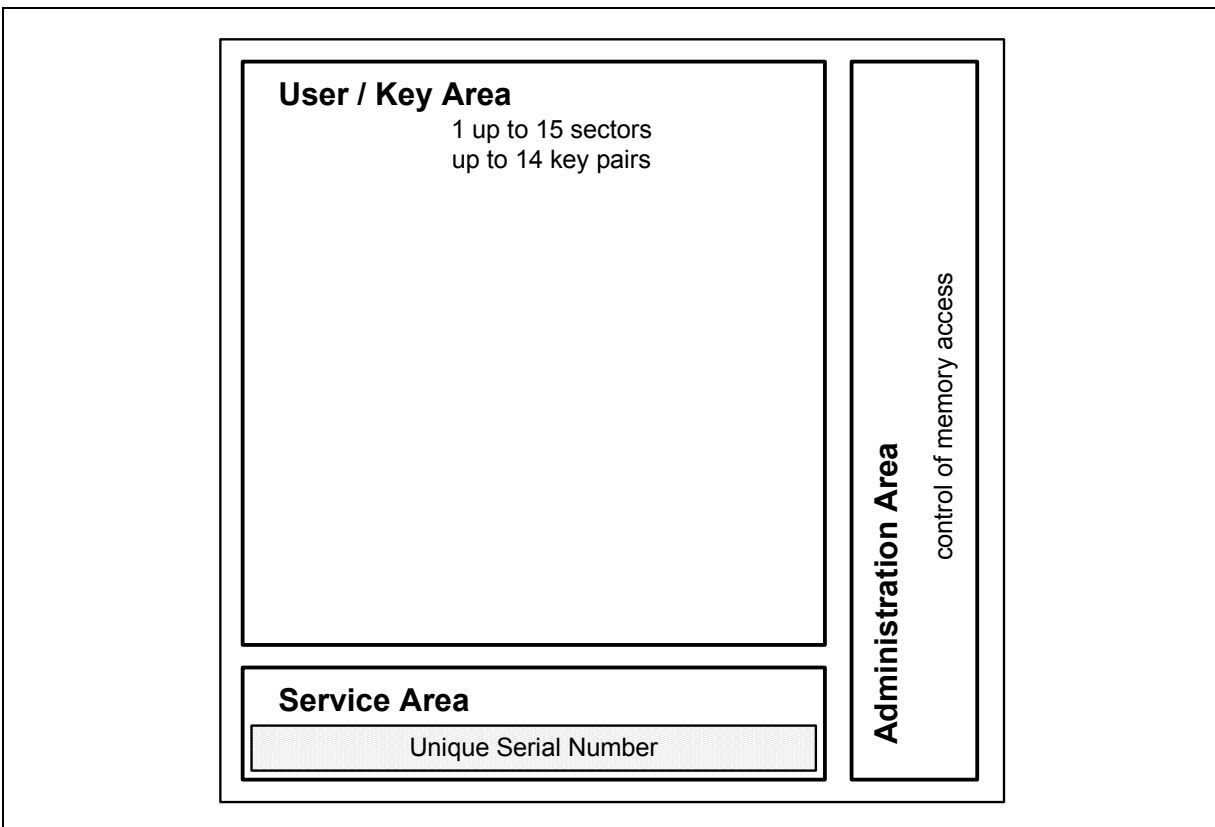 User / Key Area
1 up to 15 sectors
up to 14 key pairs
Service Area
Unique Serial Number
Administration Area
control of memory access